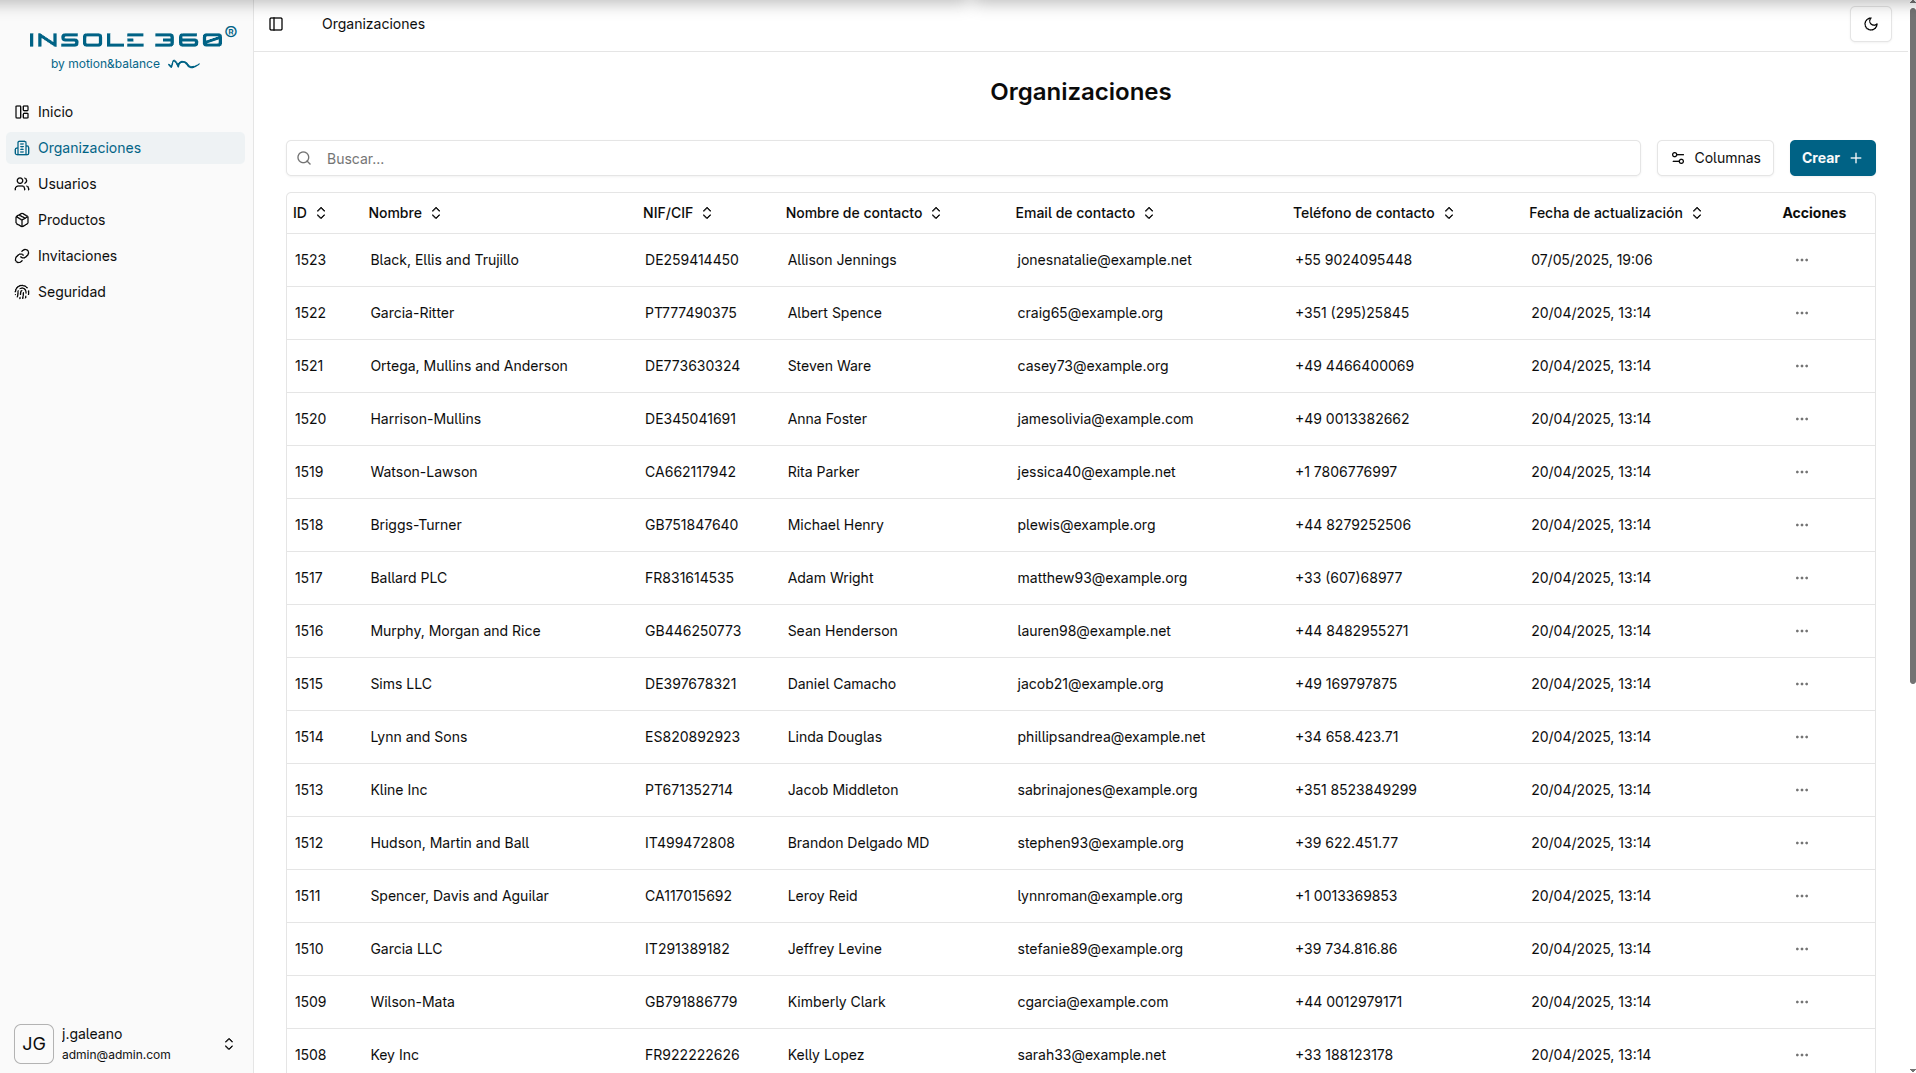 INSOLE 360®
by motion&balance
Inicio
Organizaciones
Usuarios
Productos
Invitaciones
Seguridad
JG
j.galeano
admin@admin.com
Organizaciones
Organizaciones
Buscar...
Columnas
Crear
ID Nombre NIF/CIF Nombre de contacto Email de contacto Teléfono de contacto Fecha de actualización Acciones
1523 Black, Ellis and Trujillo DE259414450 Allison Jennings jonesnatalie@example.net +55 9024095448 07/05/2025, 19:06
1522 Garcia-Ritter PT777490375 Albert Spence craig65@example.org +351 (295)25845 20/04/2025, 13:14
1521 Ortega, Mullins and Anderson DE773630324 Steven Ware casey73@example.org +49 4466400069 20/04/2025, 13:14
1520 Harrison-Mullins DE345041691 Anna Foster jamesolivia@example.com +49 0013382662 20/04/2025, 13:14
1519 Watson-Lawson CA662117942 Rita Parker jessica40@example.net +1 7806776997 20/04/2025, 13:14
1518 Briggs-Turner GB751847640 Michael Henry plewis@example.org +44 8279252506 20/04/2025, 13:14
1517 Ballard PLC FR831614535 Adam Wright matthew93@example.org +33 (607)68977 20/04/2025, 13:14
1516 Murphy, Morgan and Rice GB446250773 Sean Henderson lauren98@example.net +44 8482955271 20/04/2025, 13:14
1515 Sims LLC DE397678321 Daniel Camacho jacob21@example.org +49 169797875 20/04/2025, 13:14
1514 Lynn and Sons ES820892923 Linda Douglas phillipsandrea@example.net +34 658.423.71 20/04/2025, 13:14
1513 Kline Inc PT671352714 Jacob Middleton sabrinajones@example.org +351 8523849299 20/04/2025, 13:14
1512 Hudson, Martin and Ball IT499472808 Brandon Delgado MD stephen93@example.org +39 622.451.77 20/04/2025, 13:14
1511 Spencer, Davis and Aguilar CA117015692 Leroy Reid lynnroman@example.org +1 0013369853 20/04/2025, 13:14
1510 Garcia LLC IT291389182 Jeffrey Levine stefanie89@example.org +39 734.816.86 20/04/2025, 13:14
1509 Wilson-Mata GB791886779 Kimberly Clark cgarcia@example.com +44 0012979171 20/04/2025, 13:14
1508 Key Inc FR922222626 Kelly Lopez sarah33@example.net +33 188123178 20/04/2025, 13:14